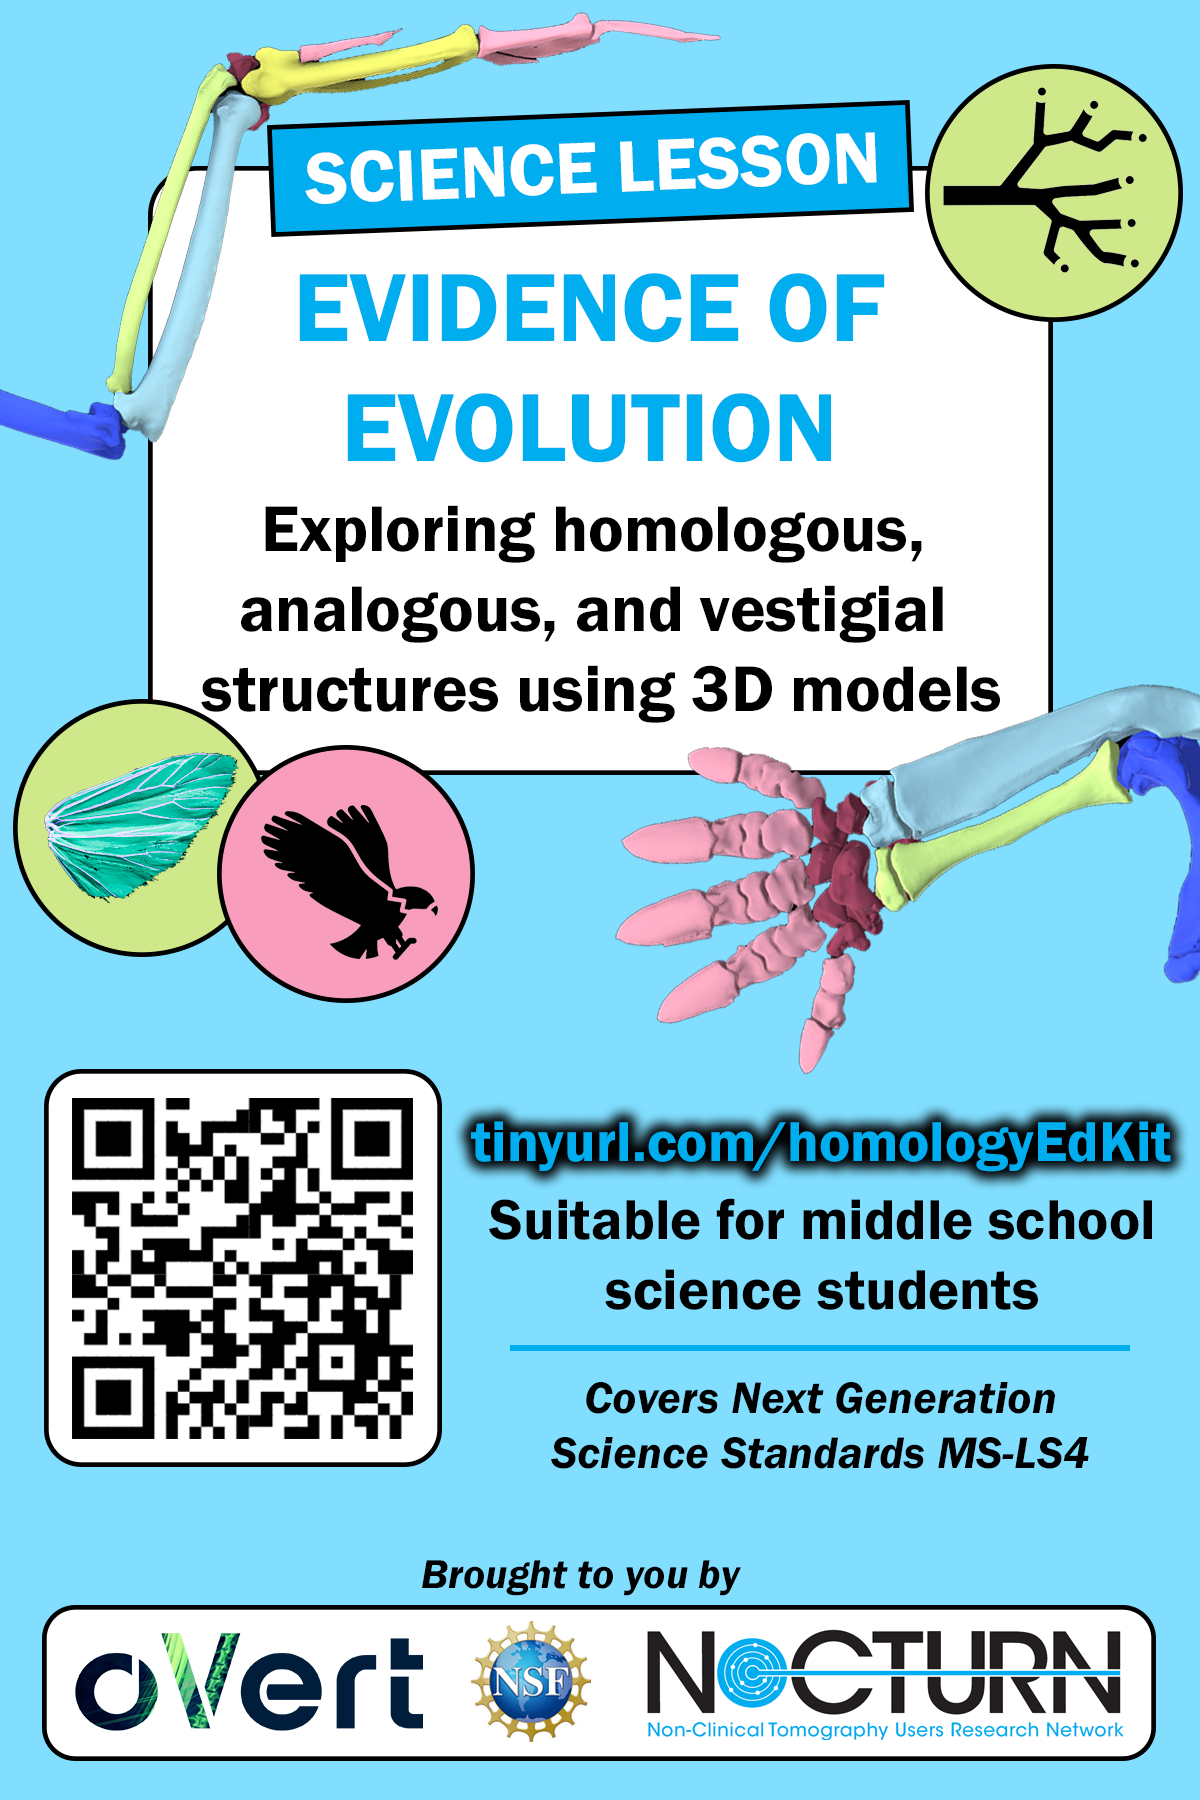 SCIENCE LESSON
EVIDENCE OF
EVOLUTION
Exploring homologous,
analogous, and vestigial
structures using 3D models
tinyurl.com/homologyEdKit
Suitable for middle school
science students
Covers Next Generation
Science Standards MS-LS4
Brought to you by
oVert
NSF
NOCTURN
Non-Clinical Tomography Users Research Network